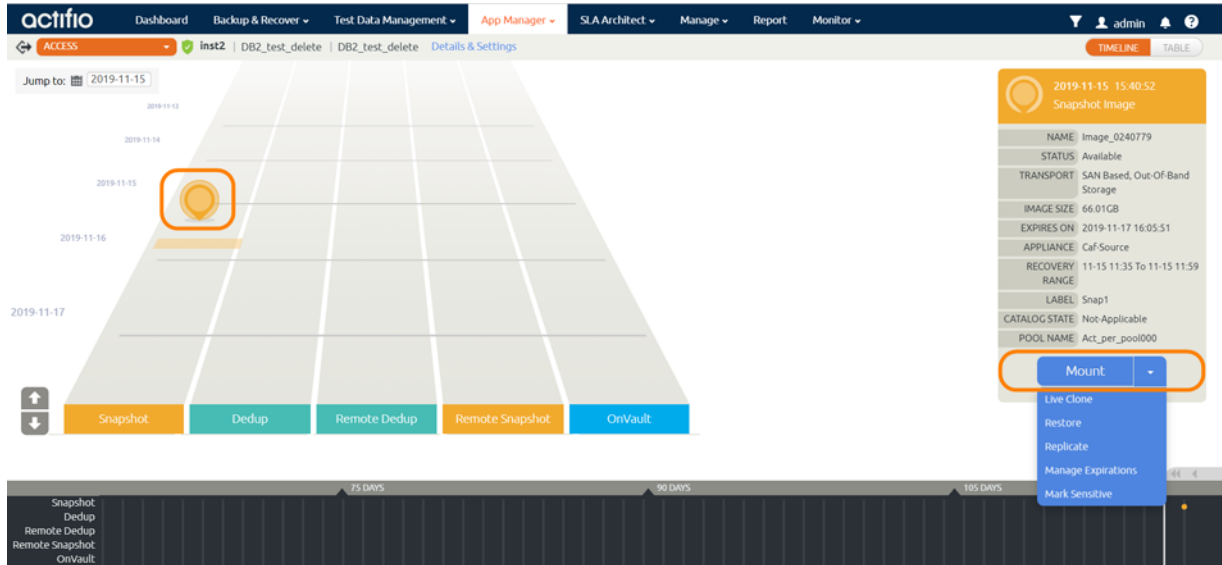 actifio Dashboard Backup & Recover Test Data Management App Manager SLA Architect Manage Report Monitor admin
ACCESS inst2 | DB2_test_delete | DB2_test_delete Details & Settings TIMELINE TABLE
Jump to: 2019-11-15
2019-11-13
2019-11-14
2019-11-15
2019-11-16
2019-11-17
Snapshot Dedup Remote Dedup Remote Snapshot OnVault
2019-11-15 15:40:52
Snapshot Image
NAME Image_0240779
STATUS Available
TRANSPORT SAN Based, Out-Of-Band
Storage
IMAGE SIZE 66.01GB
EXPIRES ON 2019-11-17 16:05:51
APPLIANCE Caf-Source
RECOVERY RANGE 11-15 11:35 To 11-15 11:59
LABEL Snap1
CATALOG STATE Not-Applicable
POOL NAME Act_per_pool000
Mount
Live Clone
Restore
Replicate
Manage Expirations
Mark Sensitive
75 DAYS 90 DAYS 105 DAYS
Snapshot
Dedup
Remote Dedup
Remote Snapshot
OnVault